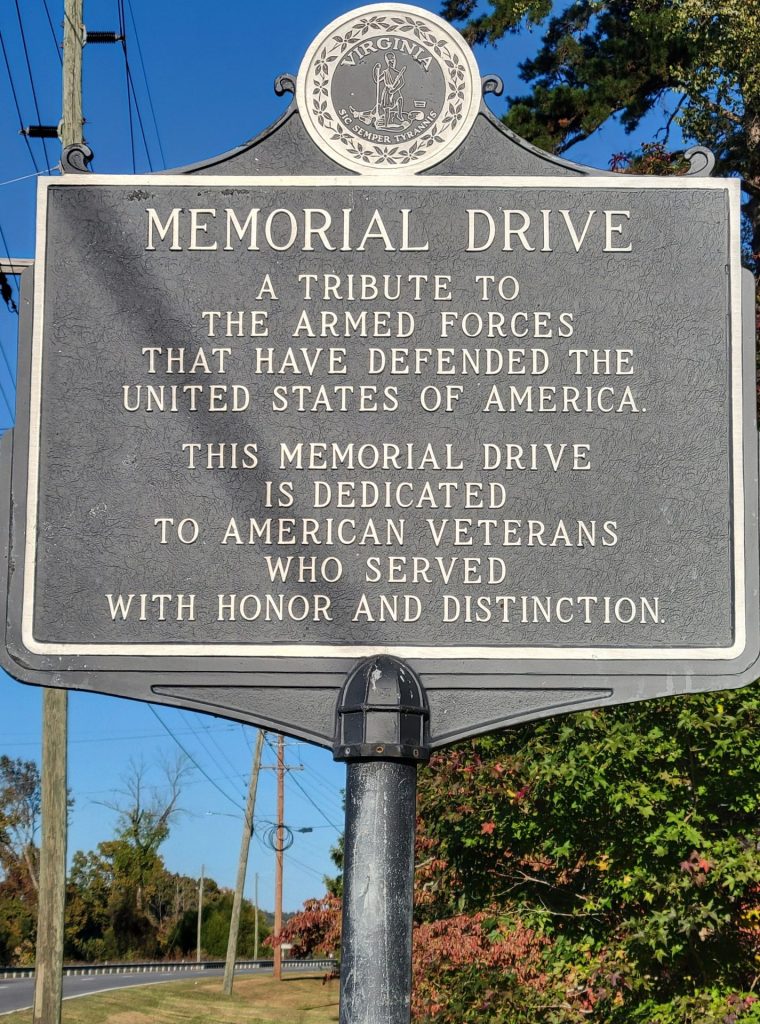 VIRGINIA
SIC SEMPER TYRANNIS
MEMORIAL DRIVE
A TRIBUTE TO
THE ARMED FORCES
THAT HAVE DEFENDED THE
UNITED STATES OF AMERICA.
THIS MEMORIAL DRIVE
IS DEDICATED
TO AMERICAN VETERANS
WHO SERVED
WITH HONOR AND DISTINCTION.